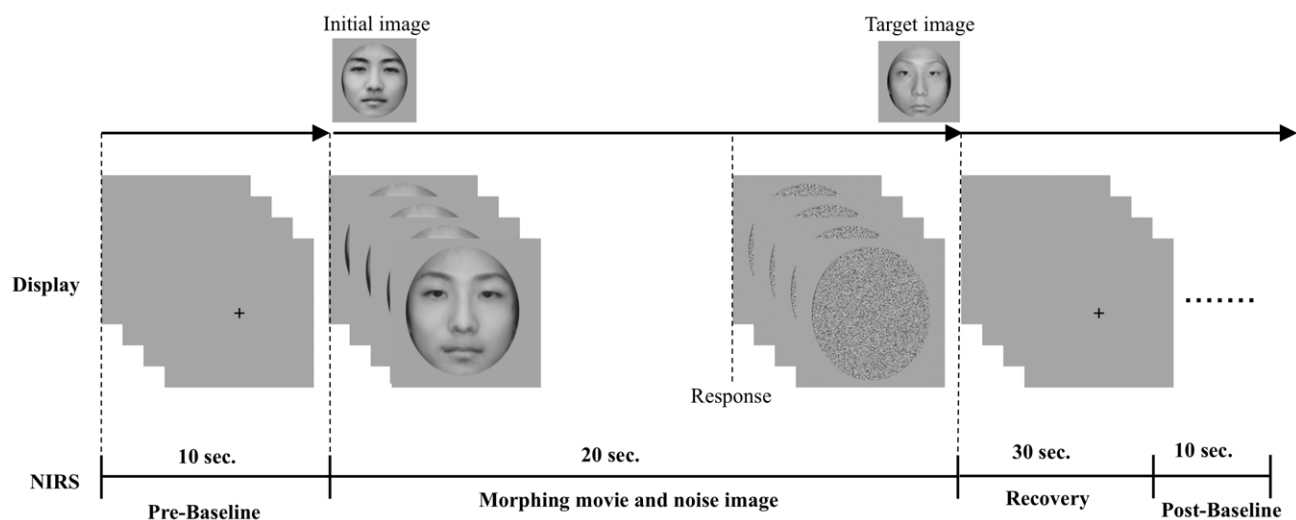 Initial image
Target image
Display
Response
10 sec.
20 sec.
30 sec.
10 sec.
NIRS
Pre-Baseline
Morphing movie and noise image
Recovery
Post-Baseline